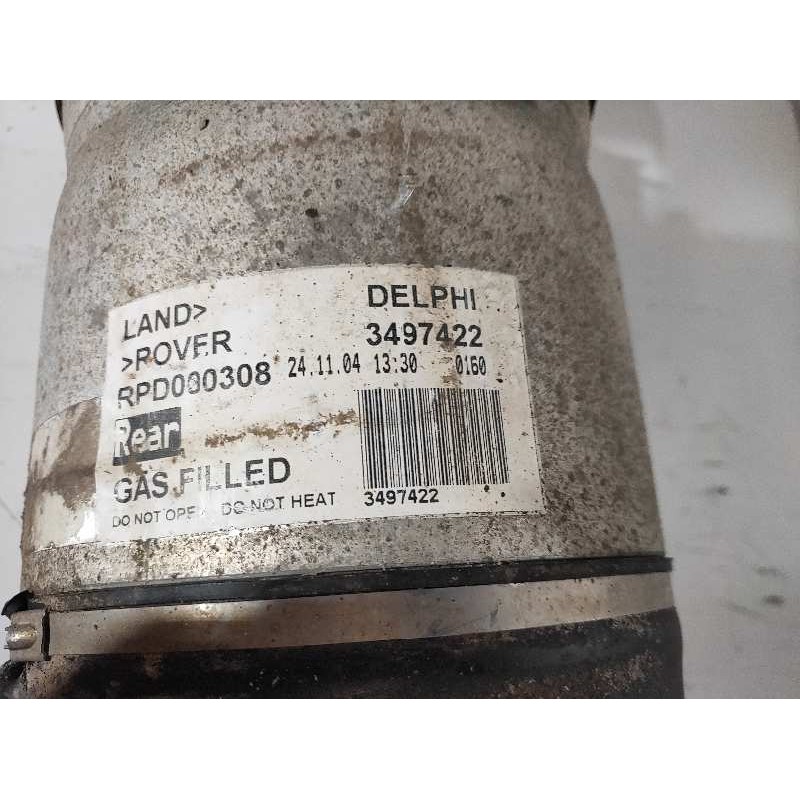 LAND> DELPHI
>ROVER 3497422
RPD000308 24.11.04 13:30 0160
Rear
GAS FILLED
DO NOT OPEN DO NOT HEAT 3497422